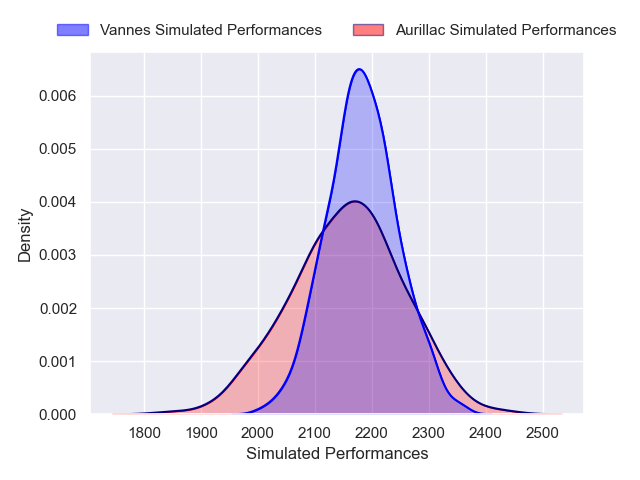 Vannes Simulated Performances Aurillac Simulated Performances
0.006
0.005
0.004
0.003
0.002
0.001
0.000
Density
1800 1900 2000 2100 2200 2300 2400 2500
Simulated Performances